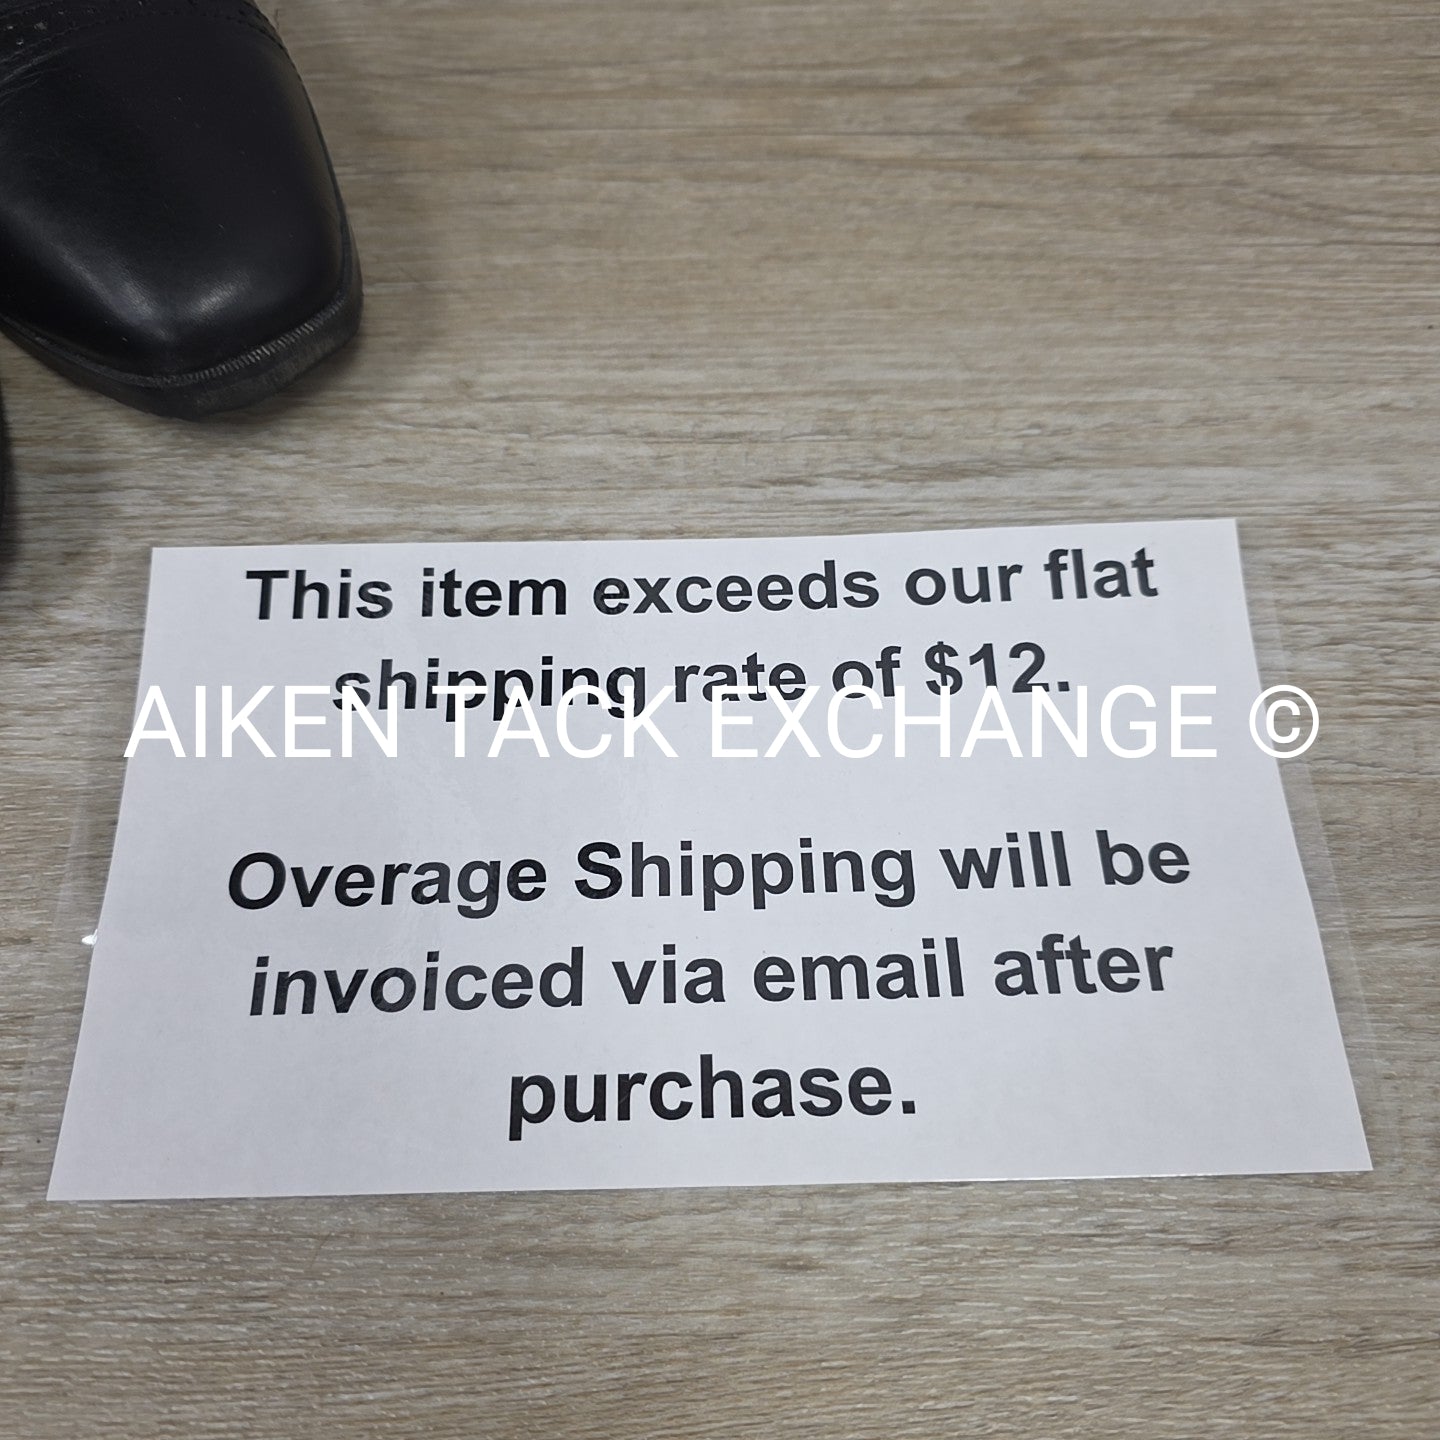 This item exceeds our flat
shipping rate of $12.
AIKEN TACK EXCHANGE ©
Overage Shipping will be
invoiced via email after
purchase.